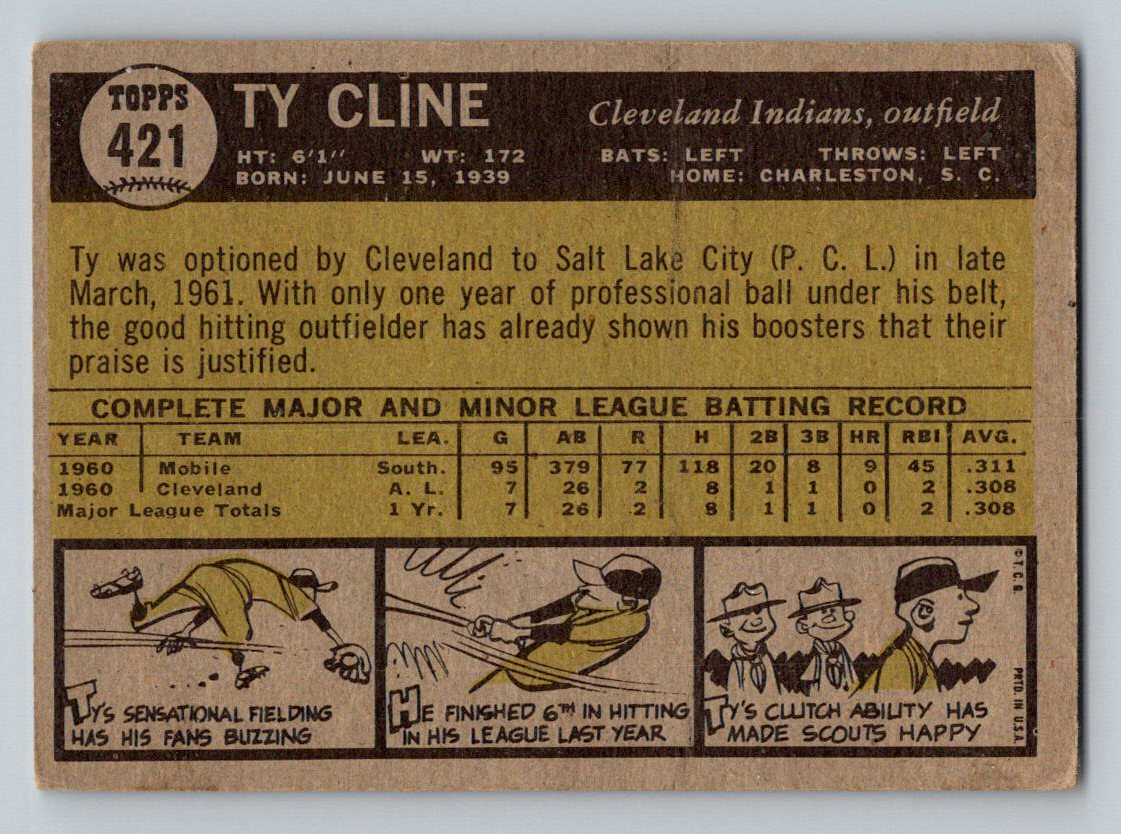 TOPPS
421
TY CLINE
Cleveland Indians, outfield
HT: 6'1" WT: 172 BATS: LEFT THROWS: LEFT
BORN: JUNE 15, 1939 HOME: CHARLESTON, S. C.
Ty was optioned by Cleveland to Salt Lake City (P. C. L.) in late
March, 1961. With only one year of professional ball under his belt,
the good hitting outfielder has already shown his boosters that their
praise is justified.
COMPLETE MAJOR AND MINOR LEAGUE BATTING RECORD
YEAR TEAM LEA. G AB R H 2B 3B HR RBI AVG.
1960 Mobile South. 95 379 77 118 20 8 9 45 .311
1960 Cleveland A. L. 7 26 2 8 1 1 0 2 .308
Major League Totals 1 Yr. 7 26 2 8 1 1 0 2 .308
TY'S SENSATIONAL FIELDING
HAS HIS FANS BUZZING
HE FINISHED 6TH IN HITTING
IN HIS LEAGUE LAST YEAR
TY'S CLUTCH ABILITY HAS
MADE SCOUTS HAPPY
© T. C. G.
PRTD. IN U.S.A.